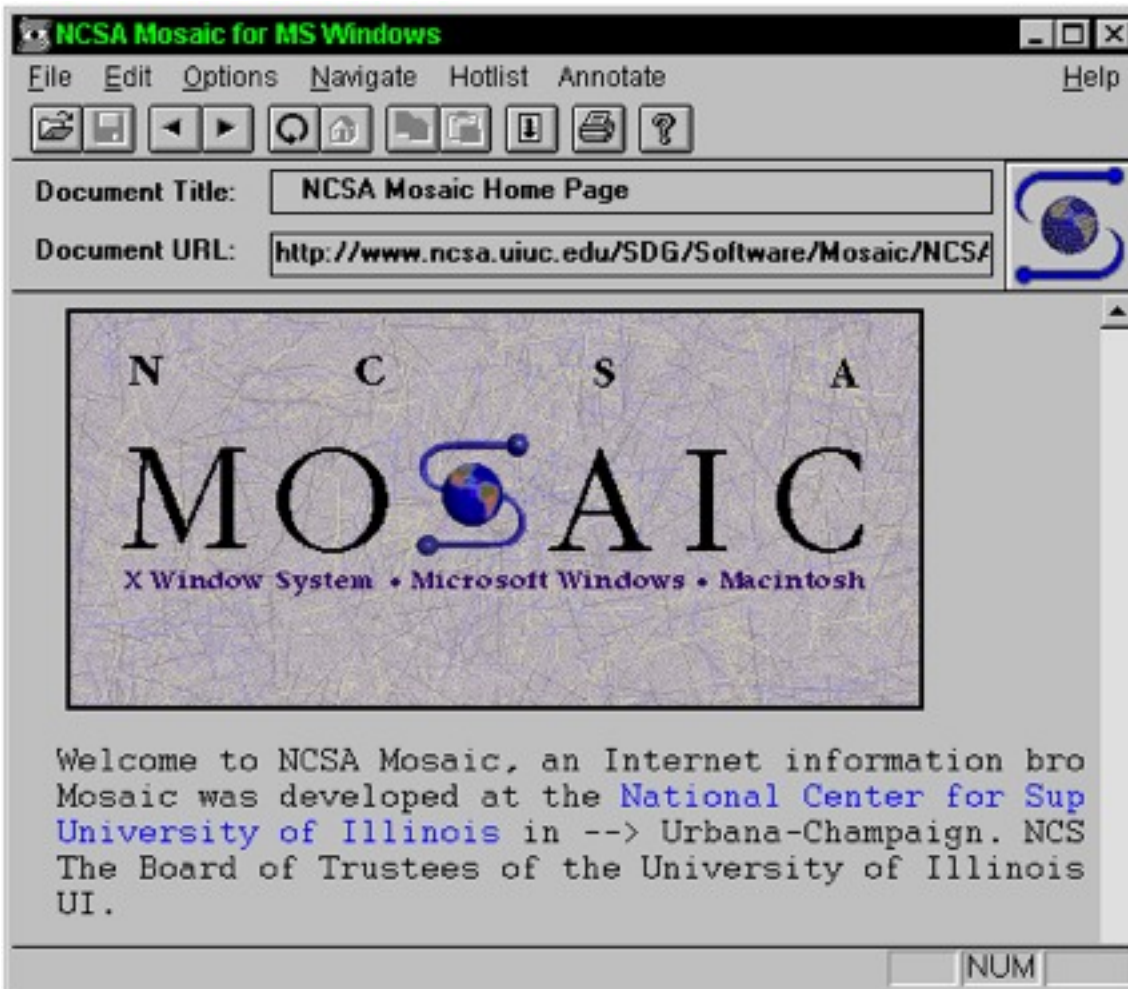 NCSA Mosaic for MS Windows
File Edit Options Navigate Hotlist Annotate Help
Document Title: NCSA Mosaic Home Page
Document URL: http://www.ncsa.uiuc.edu/SDG/Software/Mosaic/NCSA
N C S A
MOSAIC
X Window System • Microsoft Windows • Macintosh
Welcome to NCSA Mosaic, an Internet information bro
Mosaic was developed at the National Center for Sup
University of Illinois in --> Urbana-Champaign. NCS
The Board of Trustees of the University of Illinois
UI.
NUM